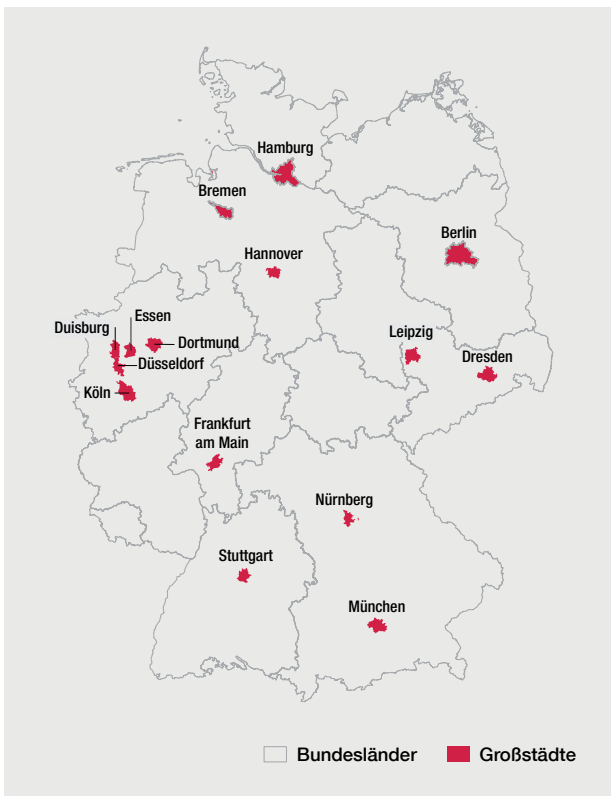 Hamburg
Bremen
Berlin
Hannover
Essen
Duisburg
Dortmund
Leipzig
Düsseldorf
Dresden
Köln
Frankfurt
am Main
Nürnberg
Stuttgart
München
Bundesländer
Großstädte